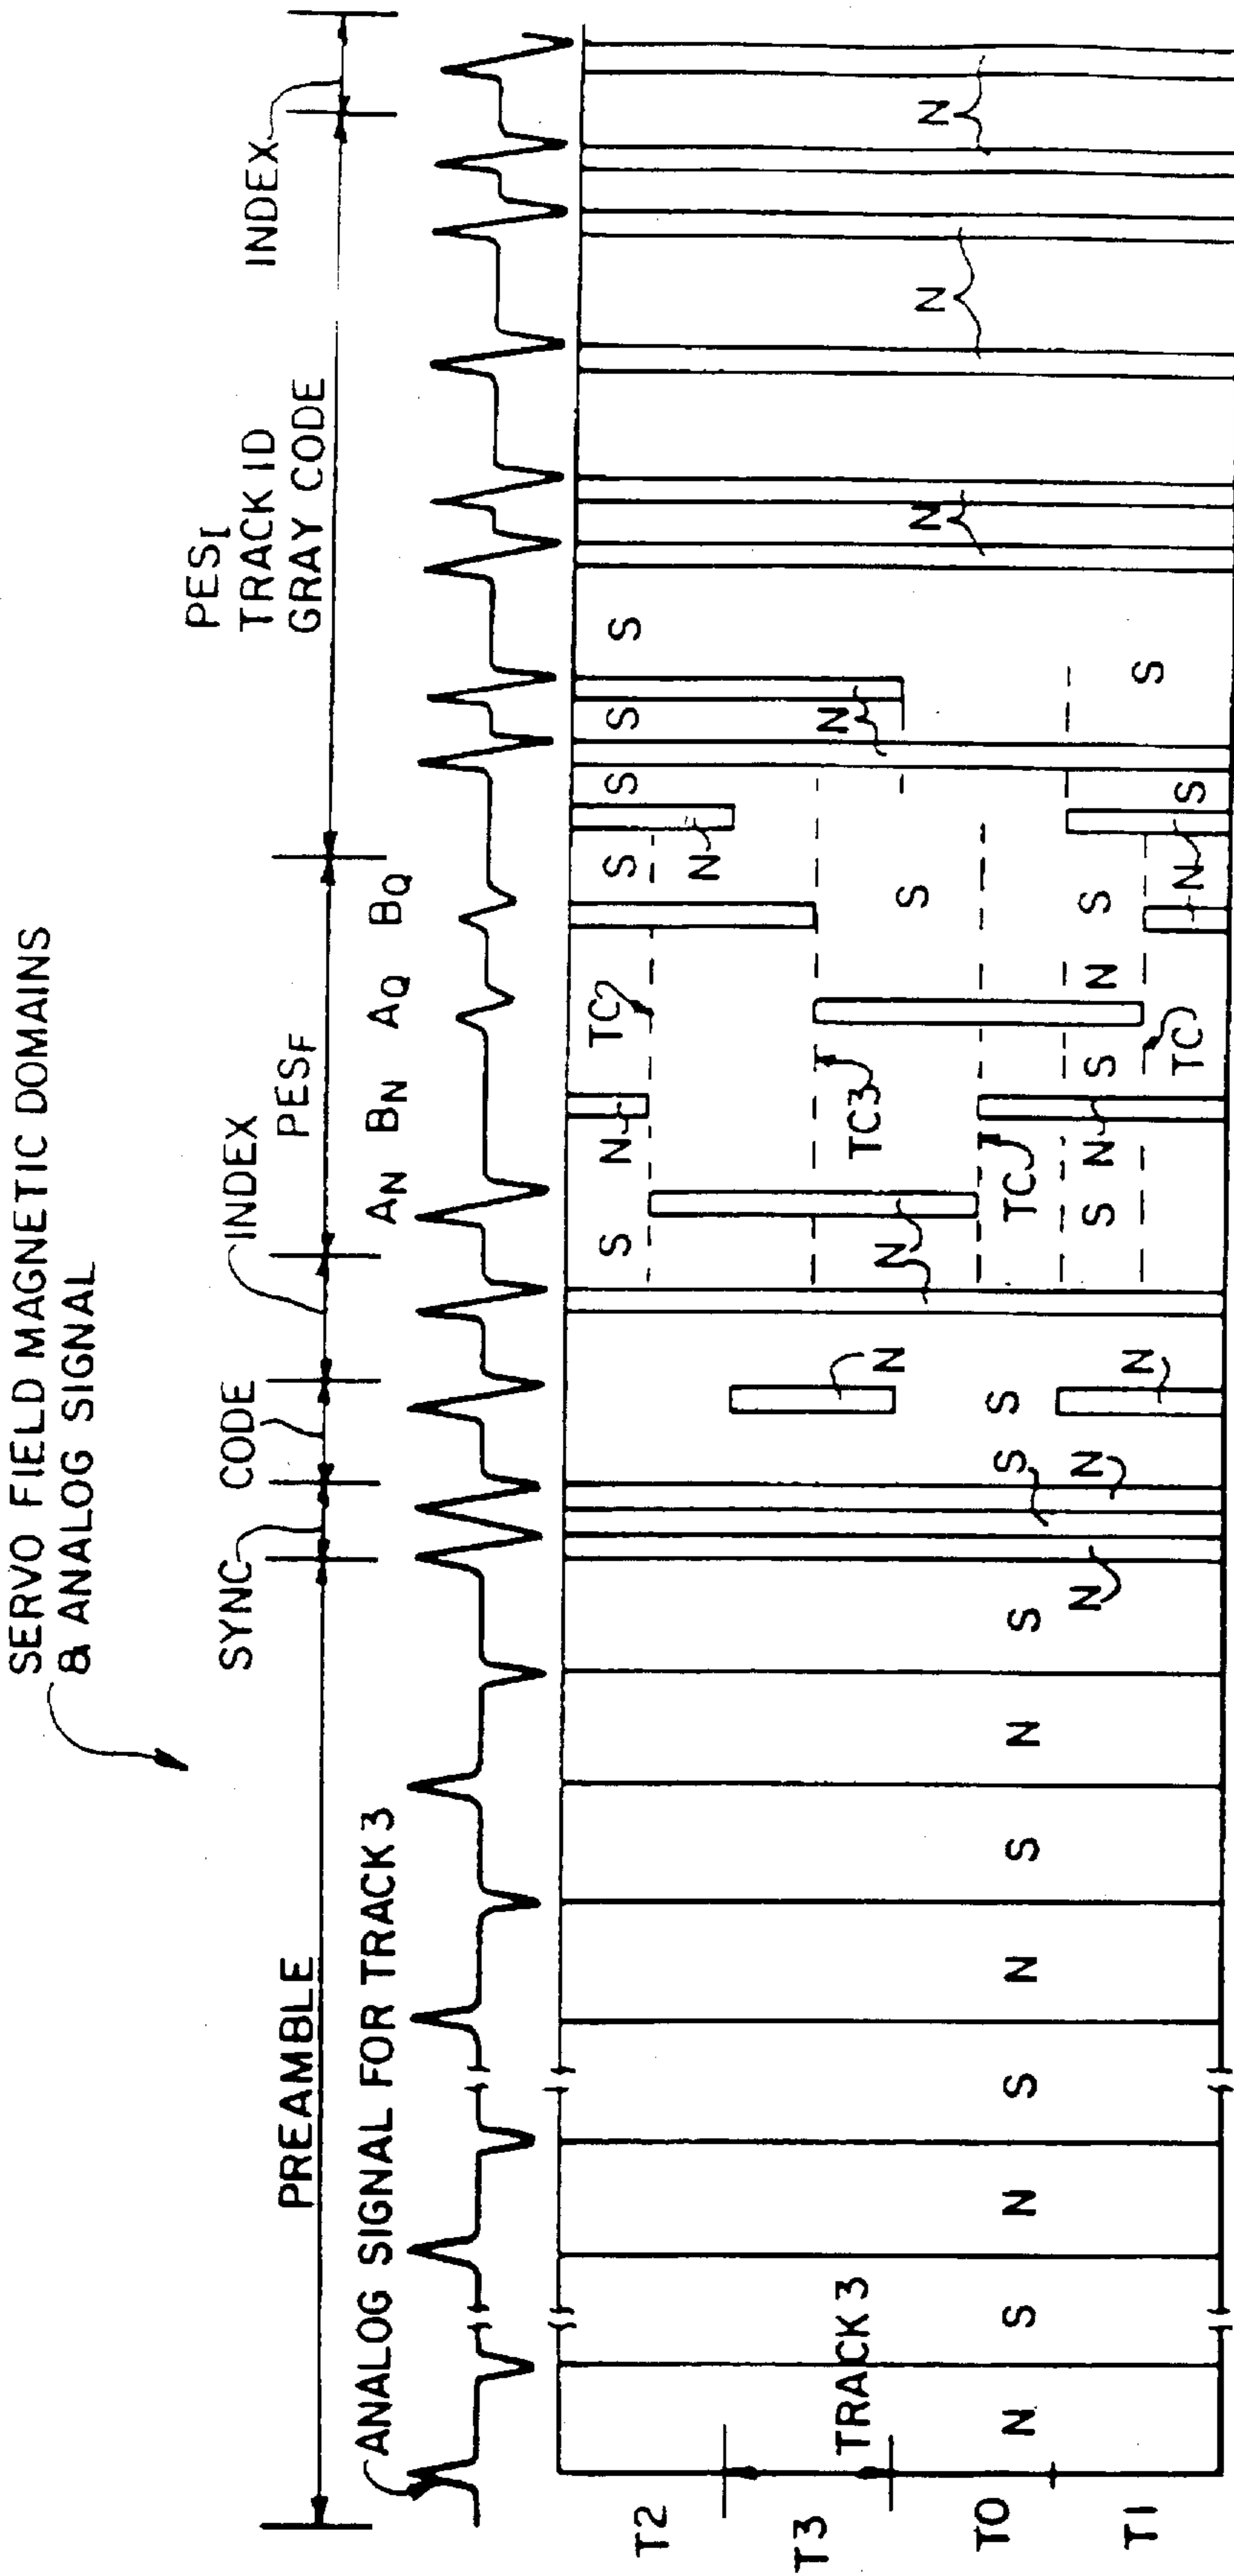 SERVO FIELD MAGNETIC DOMAINS
& ANALOG SIGNAL
PREAMBLE
SYNC
CODE
INDEX
PESF
PESI
TRACK ID
GRAY CODE
INDEX
AN BN AQ BQ
ANALOG SIGNAL FOR TRACK 3
T2
T3
T0
T1
TRACK 3
N S N S N S N S
N
S
N
S
N
N
N
N
S
N
TC
S
N
TC3
TC
S
N
S
N
TC
S
N
S
S
N
S
N
S
S
N
S
S
N
N
N